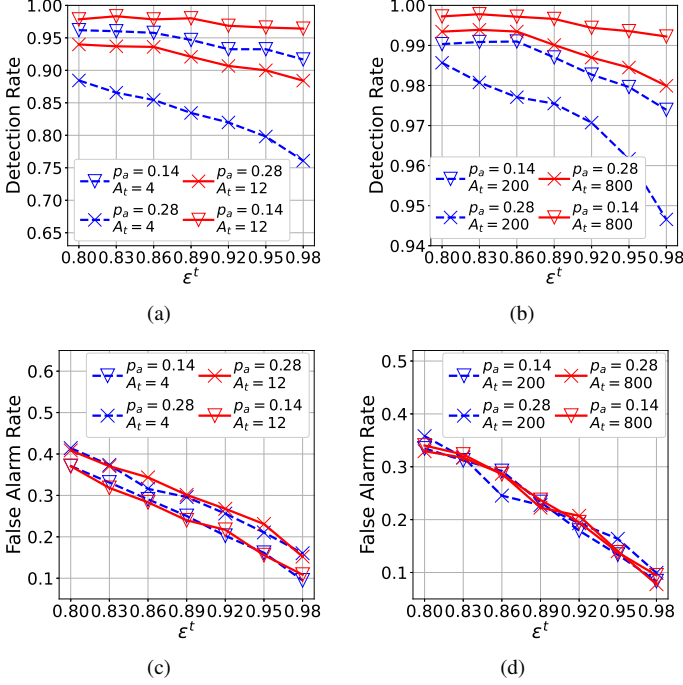 1.00
0.95
0.90
0.85
0.80
0.75
0.70
0.65
Detection Rate
p_a = 0.14
A_t = 4
p_a = 0.28
A_t = 12
p_a = 0.28
A_t = 4
p_a = 0.14
A_t = 12
0.80 0.83 0.86 0.89 0.92 0.95 0.98
ε^t
(a)
1.00
0.99
0.98
0.97
0.96
0.95
0.94
Detection Rate
p_a = 0.14
A_t = 200
p_a = 0.28
A_t = 800
p_a = 0.28
A_t = 200
p_a = 0.14
A_t = 800
0.80 0.83 0.86 0.89 0.92 0.95 0.98
ε^t
(b)
0.6
0.5
0.4
0.3
0.2
0.1
False Alarm Rate
p_a = 0.14
A_t = 4
p_a = 0.28
A_t = 12
p_a = 0.28
A_t = 4
p_a = 0.14
A_t = 12
0.80 0.83 0.86 0.89 0.92 0.95 0.98
ε^t
(c)
0.5
0.4
0.3
0.2
0.1
False Alarm Rate
p_a = 0.14
A_t = 200
p_a = 0.28
A_t = 800
p_a = 0.28
A_t = 200
p_a = 0.14
A_t = 800
0.80 0.83 0.86 0.89 0.92 0.95 0.98
ε^t
(d)